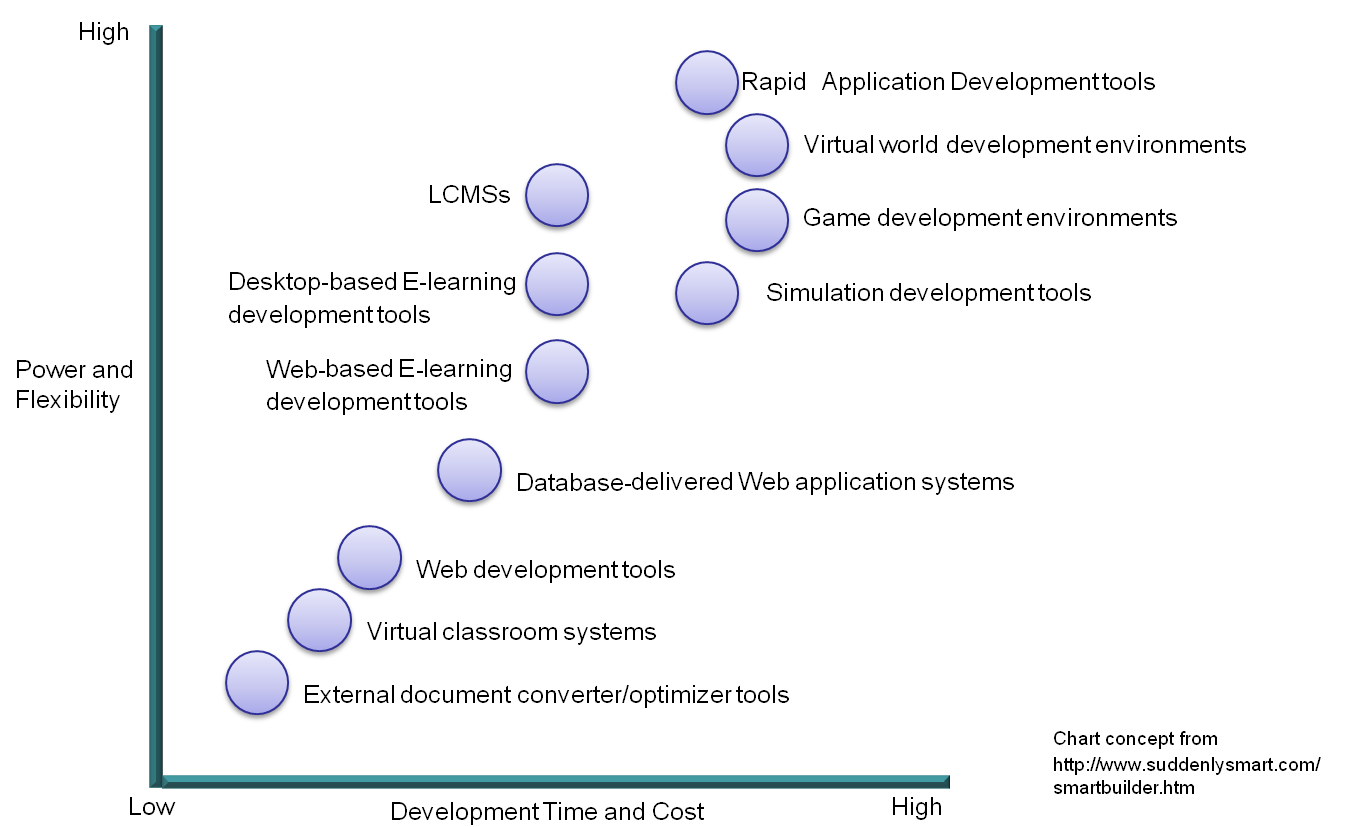 High
Rapid Application Development tools
Virtual world development environments
LCMSs
Game development environments
Desktop-based E-learning
development tools
Simulation development tools
Power and
Flexibility
Web-based E-learning
development tools
Database-delivered Web application systems
Web development tools
Virtual classroom systems
External document converter/optimizer tools
Chart concept from
http://www.suddenlysmart.com/
smartbuilder.htm
Low
Development Time and Cost
High